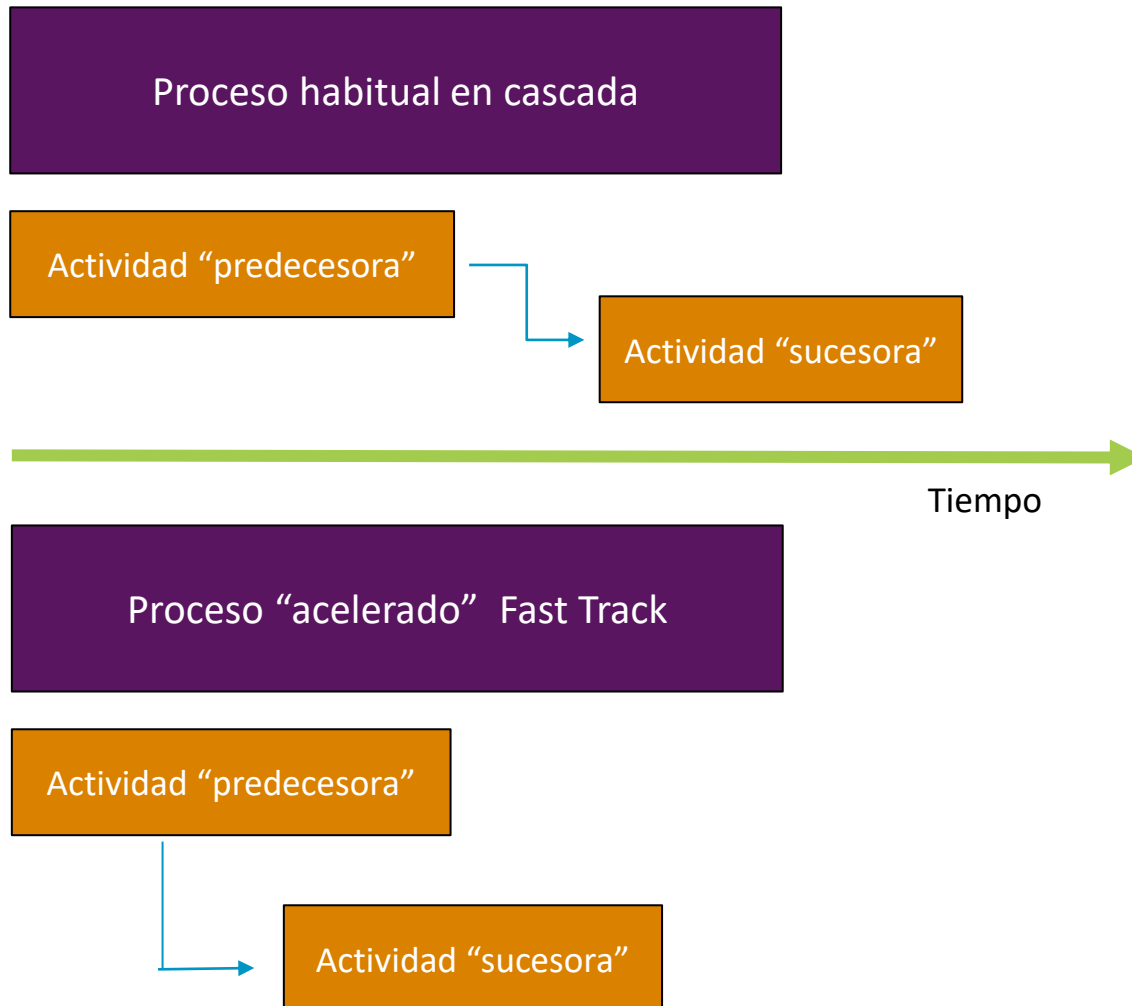 Proceso habitual en cascada
Actividad “predecesora”
Actividad “sucesora”
Tiempo
Proceso “acelerado”  Fast Track
Actividad “predecesora”
Actividad “sucesora”